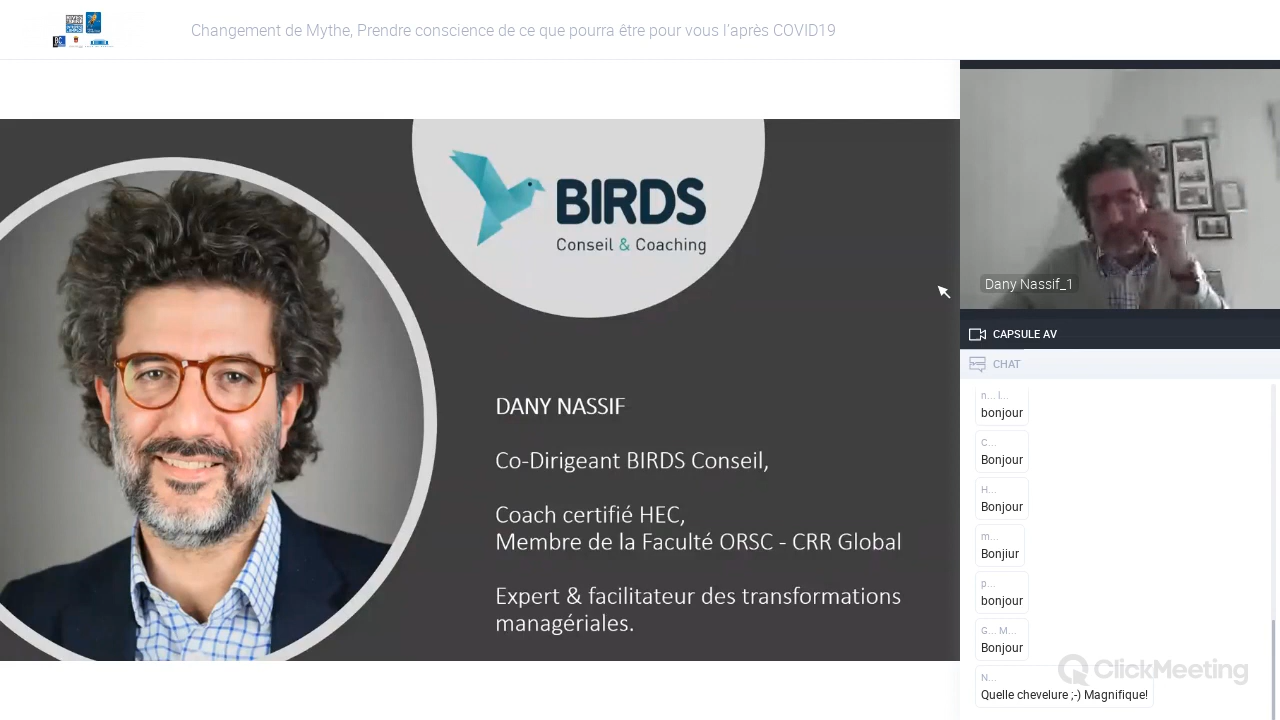 Changement de Mythe, Prendre conscience de ce que pourra être pour vous l'après COVID19
BIRDS
Conseil & Coaching
DANY NASSIF
Co-Dirigeant BIRDS Conseil,
Coach certifié HEC,
Membre de la Faculté ORSC - CRR Global
Expert & facilitateur des transformations
managériales.
Dany Nassif_1
CAPSULE AV
CHAT
n... l...
bonjour
C...
Bonjour
H...
Bonjour
m...
Bonjiur
p...
bonjour
G... M...
Bonjour
N...
Quelle chevelure ;-) Magnifique!
ClickMeeting